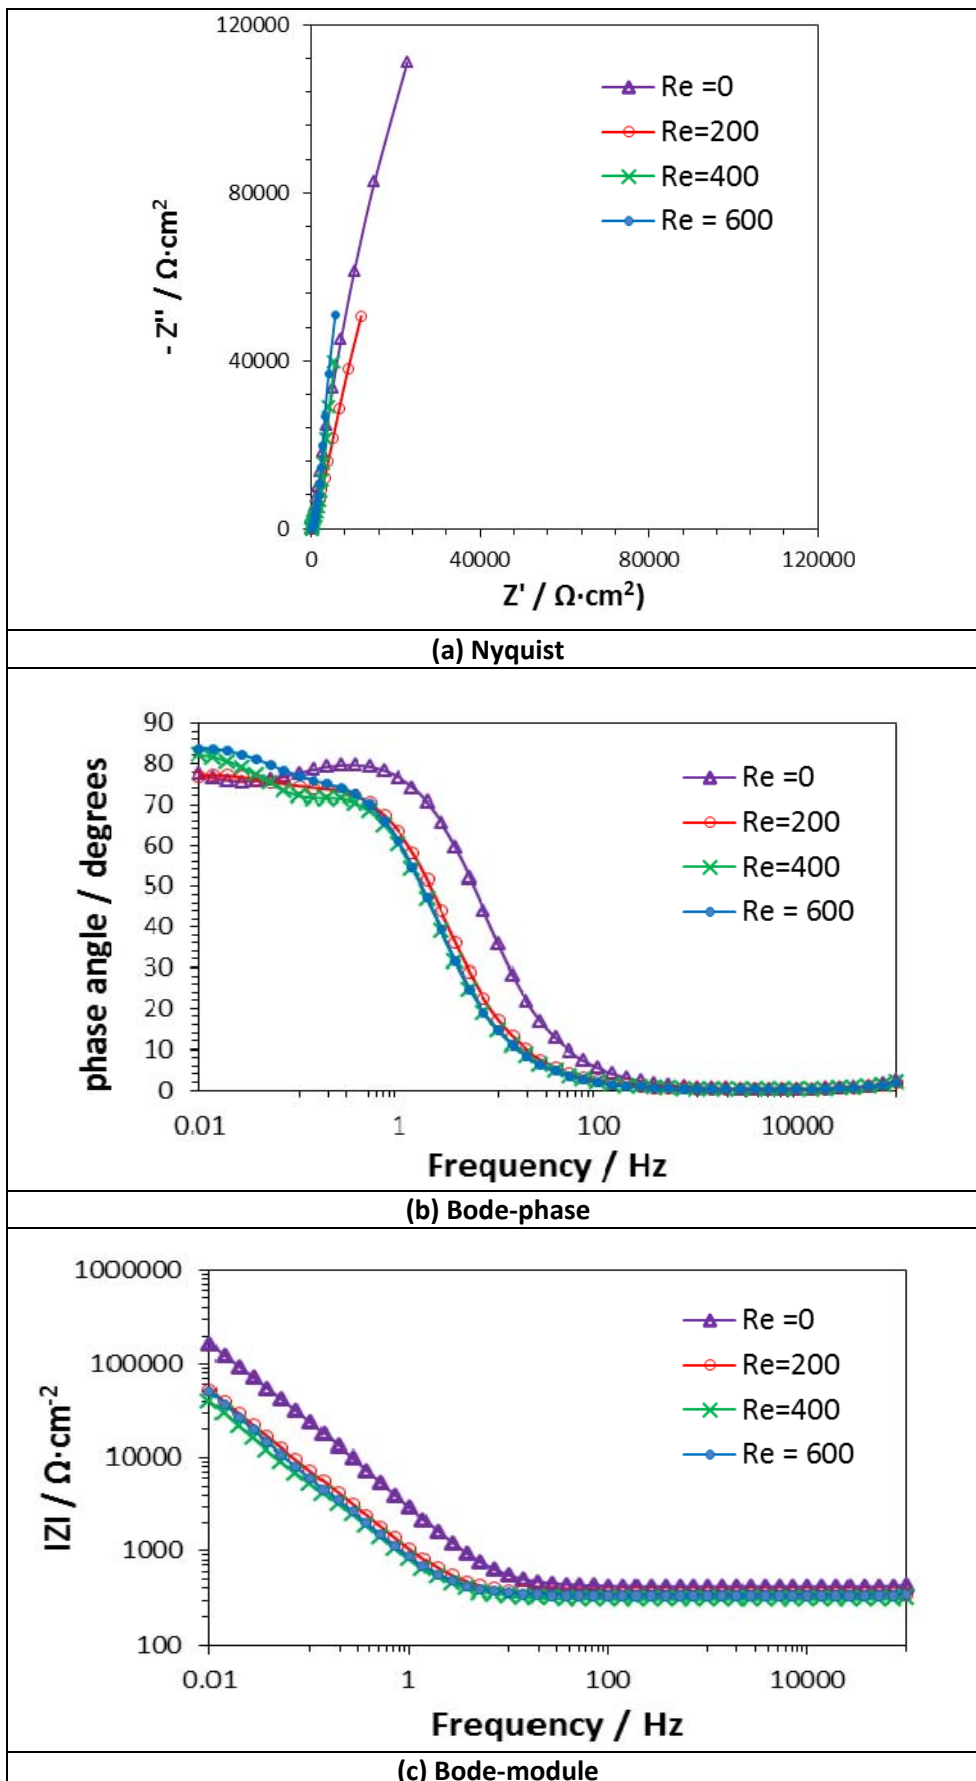 120000
80000
40000
0
- Z" / Ω·cm²
Re =0
Re=200
Re=400
Re = 600
0 40000 80000 120000
Z' / Ω·cm²)
(a) Nyquist
90
80
70
60
50
40
30
20
10
0
phase angle / degrees
Re =0
Re=200
Re=400
Re = 600
0.01 1 100 10000
Frequency / Hz
(b) Bode-phase
1000000
100000
10000
1000
100
IZI / Ω·cm⁻²
Re =0
Re=200
Re=400
Re = 600
0.01 1 100 10000
Frequency / Hz
(c) Bode-module